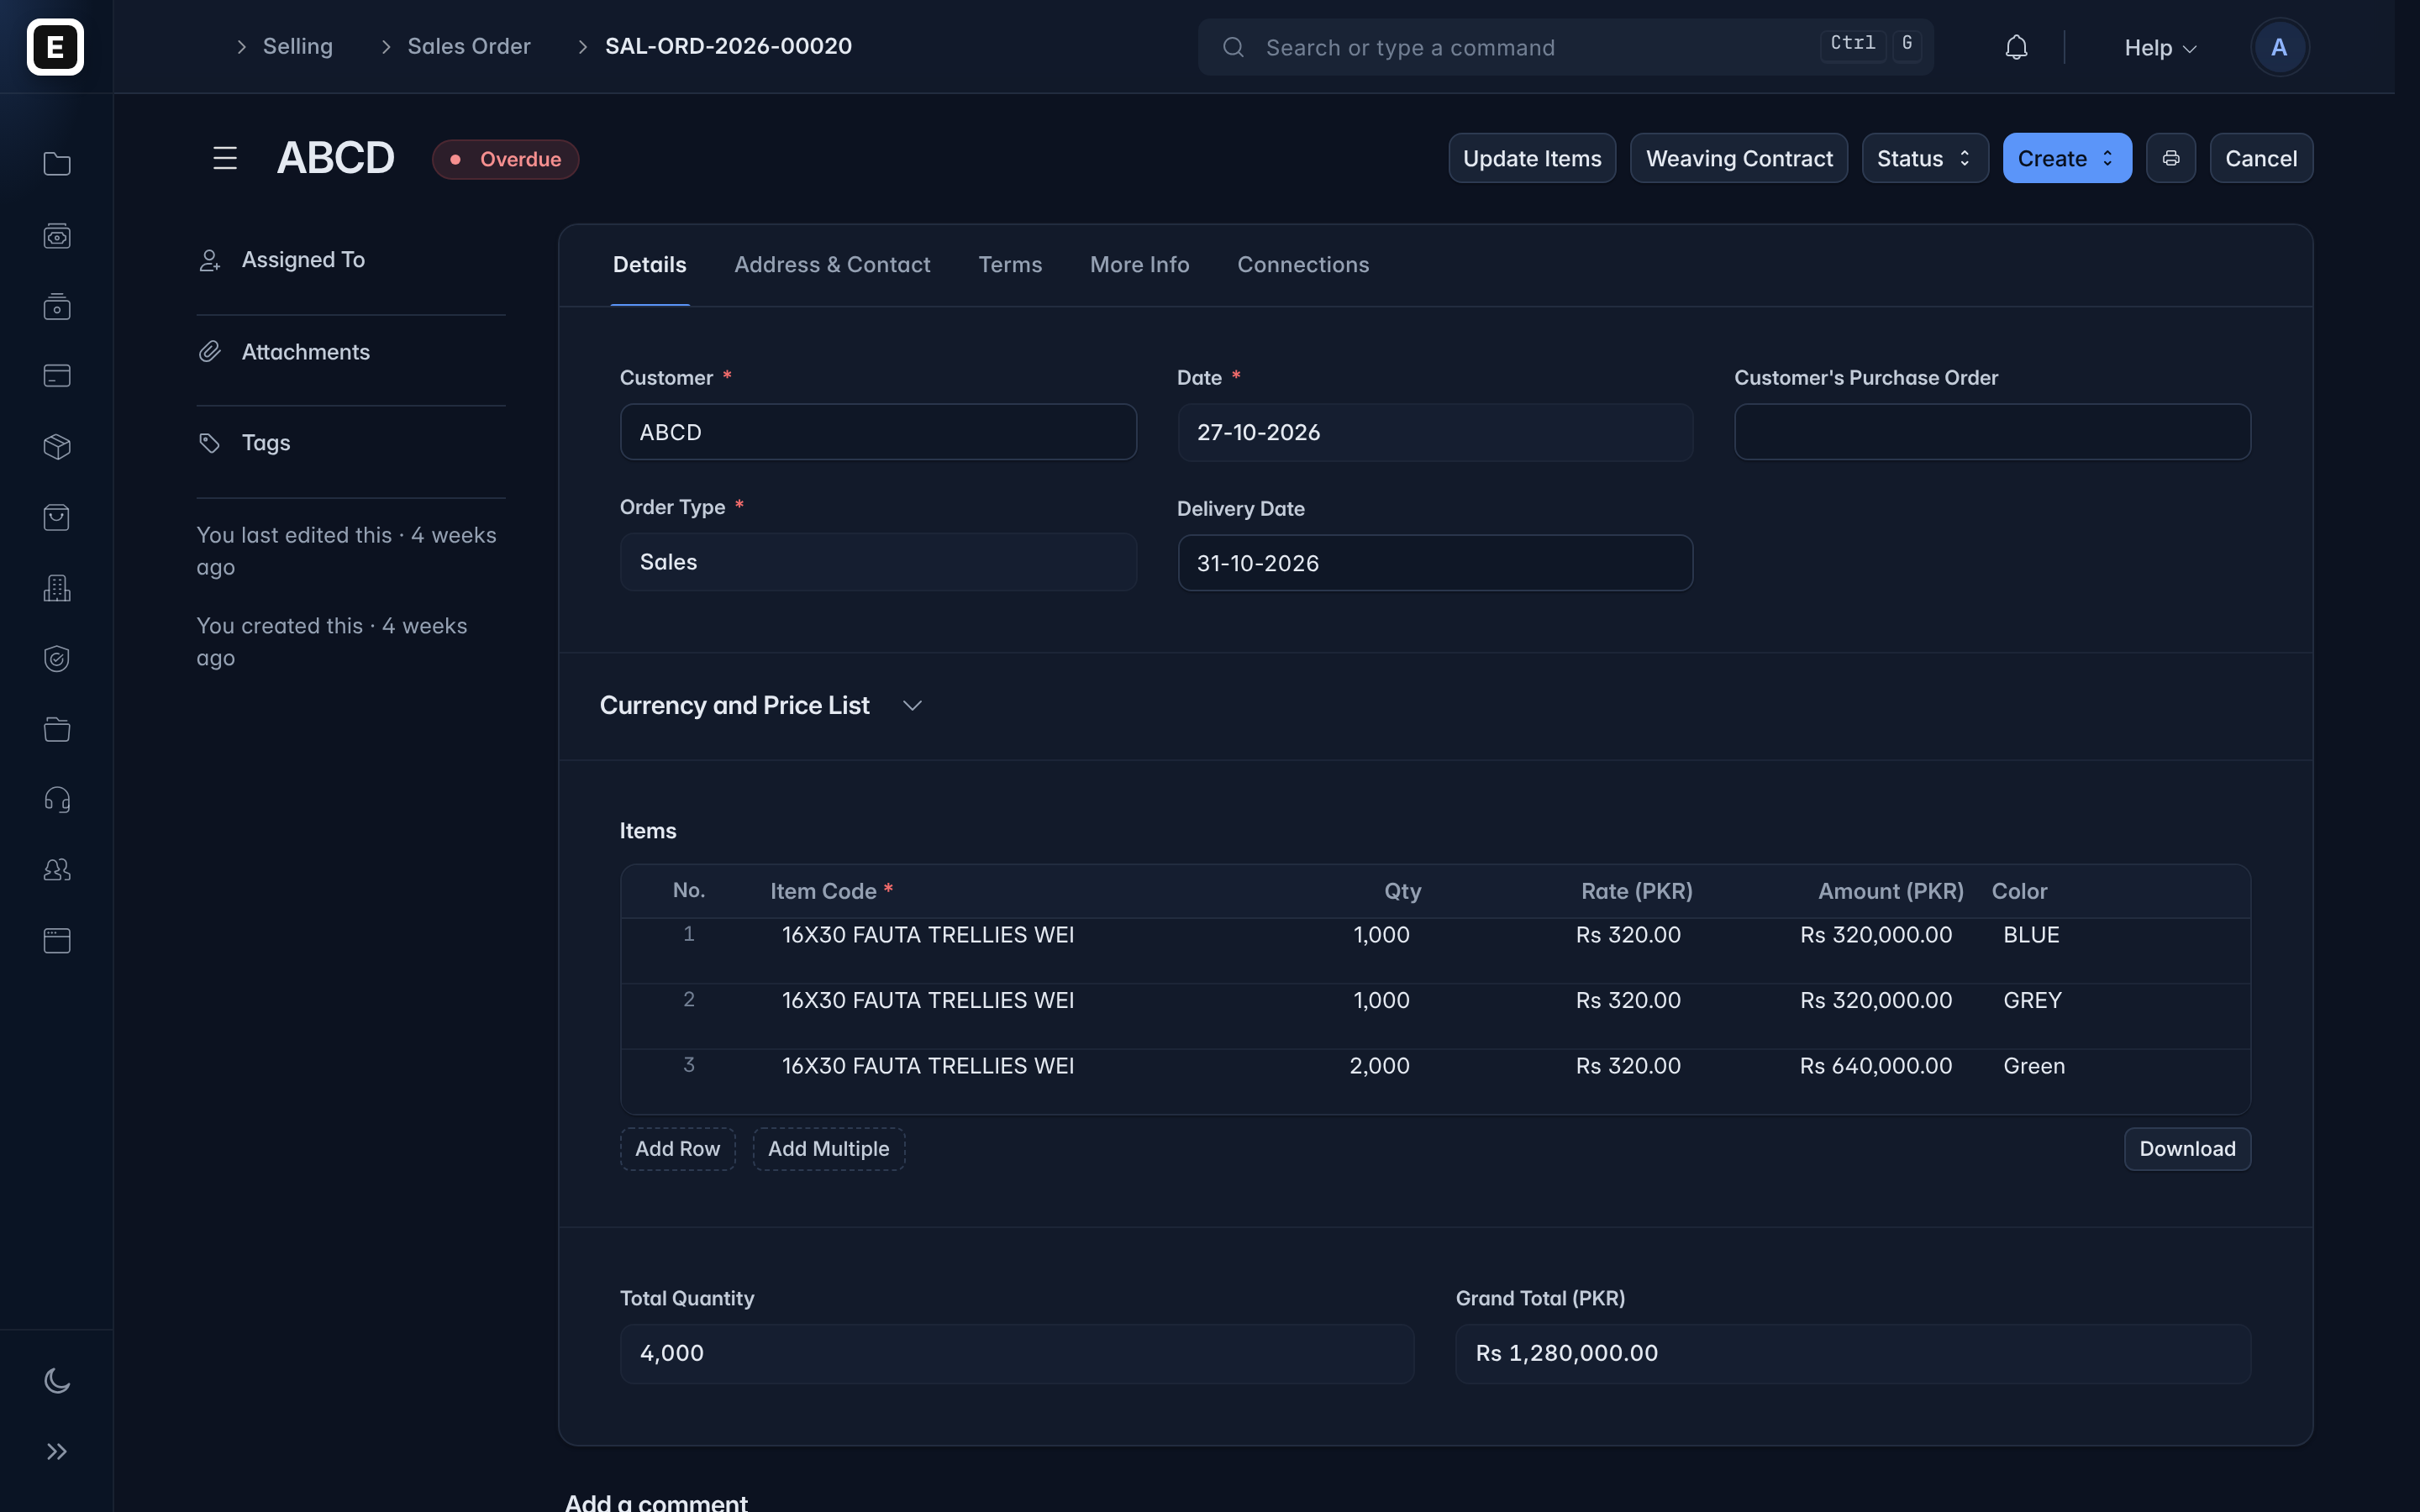 E
Selling
Sales Order
SAL-ORD-2026-00020
Search or type a command
Ctrl G
Help
A
ABCD
Overdue
Update Items
Weaving Contract
Status
Create
Cancel
Assigned To
Attachments
Tags
You last edited this · 4 weeks
ago
You created this · 4 weeks
ago
Details
Address & Contact
Terms
More Info
Connections
Customer *
ABCD
Date *
27-10-2026
Customer's Purchase Order
Order Type *
Sales
Delivery Date
31-10-2026
Currency and Price List
Items
No. Item Code * Qty Rate (PKR) Amount (PKR) Color
1 16X30 FAUTA TRELLIES WEI 1,000 Rs 320.00 Rs 320,000.00 BLUE
2 16X30 FAUTA TRELLIES WEI 1,000 Rs 320.00 Rs 320,000.00 GREY
3 16X30 FAUTA TRELLIES WEI 2,000 Rs 320.00 Rs 640,000.00 Green
Add Row
Add Multiple
Download
Total Quantity
4,000
Grand Total (PKR)
Rs 1,280,000.00
Add a comment